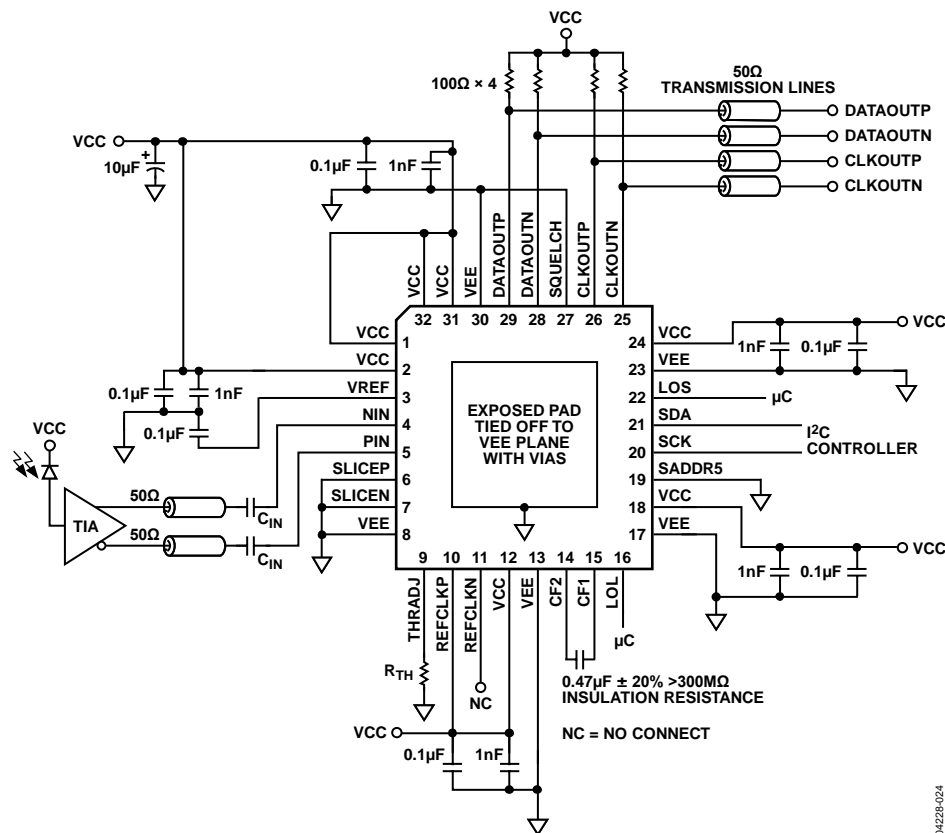 VCC
100Ω × 4
50Ω
TRANSMISSION LINES
DATAOUTP
DATAOUTN
CLKOUTP
CLKOUTN
VCC
10µF
+
0.1µF
1nF
VCC
VCC
VEE
DATAOUTP
DATAOUTN
SQUELCH
CLKOUTP
CLKOUTN
32
31
30
29
28
27
26
25
VCC
1
VCC
2
VREF
3
NIN
4
PIN
5
SLICEP
6
SLICEN
7
VEE
8
0.1µF
1nF
0.1µF
VCC
TIA
50Ω
CIN
50Ω
CIN
EXPOSED PAD
TIED OFF TO
VEE PLANE
WITH VIAS
24
VCC
23
VEE
22
LOS
21
SDA
20
SCK
19
SADDR5
18
VCC
17
VEE
VCC
1nF
0.1µF
µC
I2C
CONTROLLER
VCC
1nF
0.1µF
9
10
11
12
13
14
15
16
THRADJ
REFCLKP
REFCLKN
VCC
VEE
CF2
CF1
LOL
RTH
NC
µC
0.47µF ± 20% >300MΩ
INSULATION RESISTANCE
VCC
0.1µF
1nF
NC = NO CONNECT
04228-024